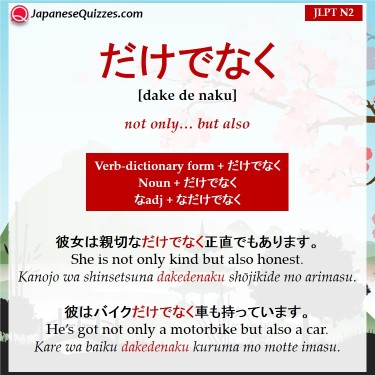 JapaneseQuizzes.com
JLPT N2
だけでなく
[dake de naku]
not only... but also
Verb-dictionary form + だけでなく
Noun + だけでなく
なadj + なだけでなく
彼女は親切なだけでなく正直でもあります。
She is not only kind but also honest.
Kanojo wa shinsetsuna dakedenaku shōjikide mo arimasu.
彼はバイクだけでなく車も持っています。
He's got not only a motorbike but also a car.
Kare wa baiku dakedenaku kuruma mo motte imasu.